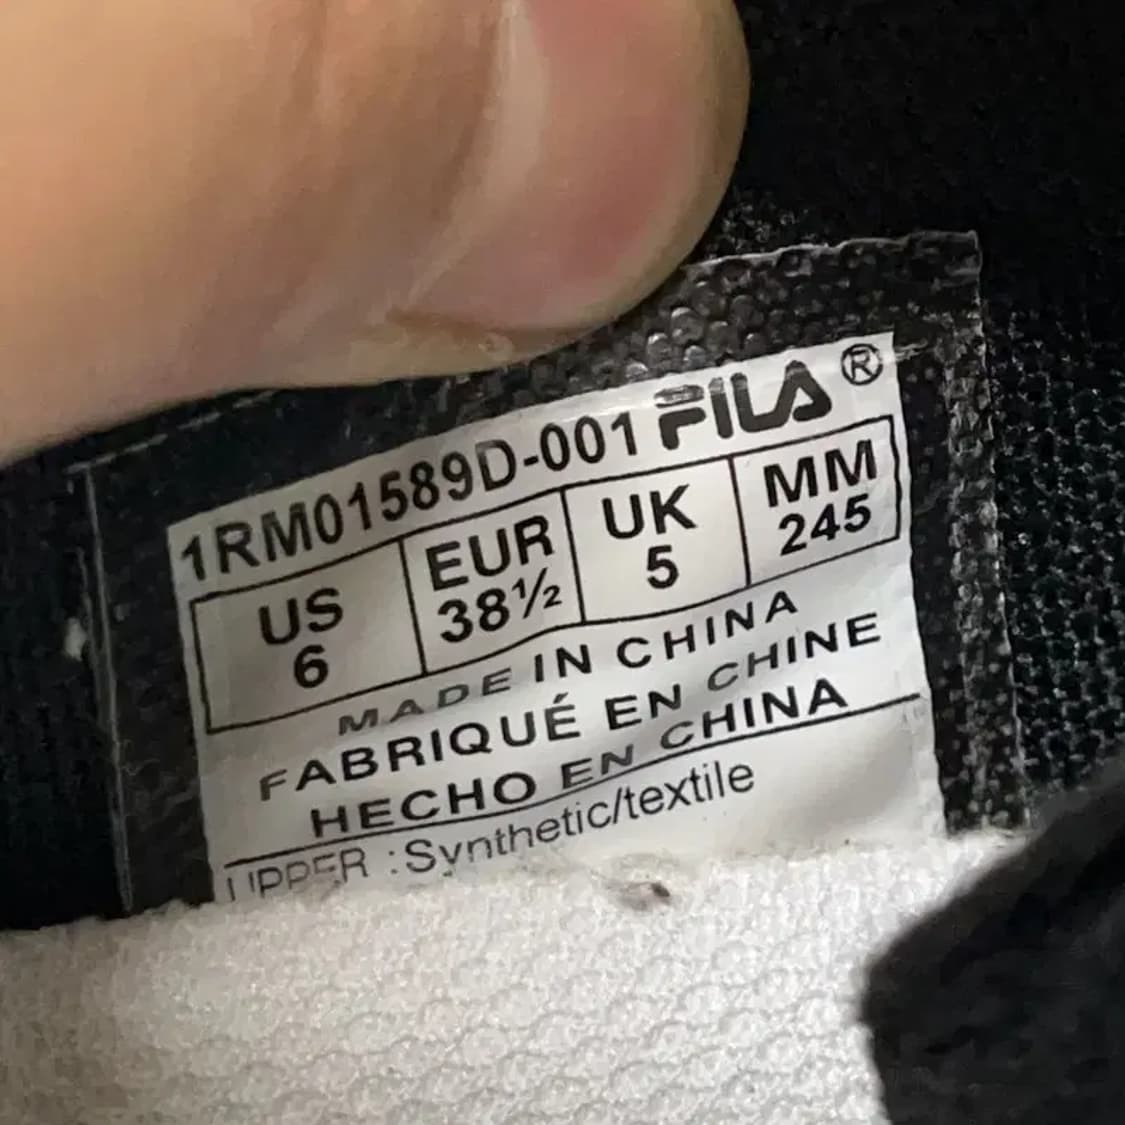 1RM01589D-001 FILA ®
US EUR UK MM
6 38½ 5 245
MADE IN CHINA
FABRIQUÉ EN CHINE
HECHO EN CHINA
UPPER :Synthetic/textile